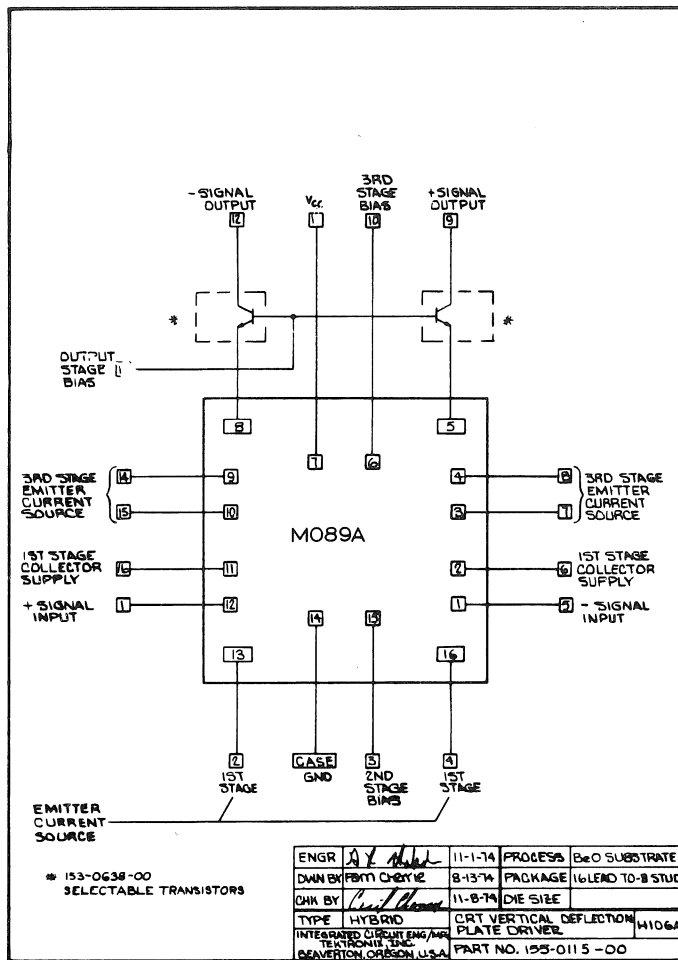 - SIGNAL OUTPUT
12
Vcc
1
3RD STAGE BIAS
10
+ SIGNAL OUTPUT
9
*
*
OUTPUT STAGE BIAS
11
8
5
7
6
14
9
4
8
3RD STAGE EMITTER CURRENT SOURCE
15
10
3
7
3RD STAGE EMITTER CURRENT SOURCE
M089A
1ST STAGE COLLECTOR SUPPLY
16
11
2
6
1ST STAGE COLLECTOR SUPPLY
+ SIGNAL INPUT
1
12
14
15
1
5
- SIGNAL INPUT
13
16
2
1ST STAGE
CASE
GND
3
2ND STAGE BIAS
4
1ST STAGE
EMITTER CURRENT SOURCE
* 153-0638-00
SELECTABLE TRANSISTORS
ENGR 11-1-74 PROCESS BeO SUBSTRATE
DWN BY Pam Cherrie 8-13-74 PACKAGE 16 LEAD TO-8 STUD
CHK BY 11-8-74 DIE SIZE
TYPE HYBRID CRT VERTICAL DEFLECTION PLATE DRIVER H106A
INTEGRATED CIRCUIT ENG/MFG
TEKTRONIX, INC.
BEAVERTON, OREGON, U.S.A.
PART NO. 155-0115-00